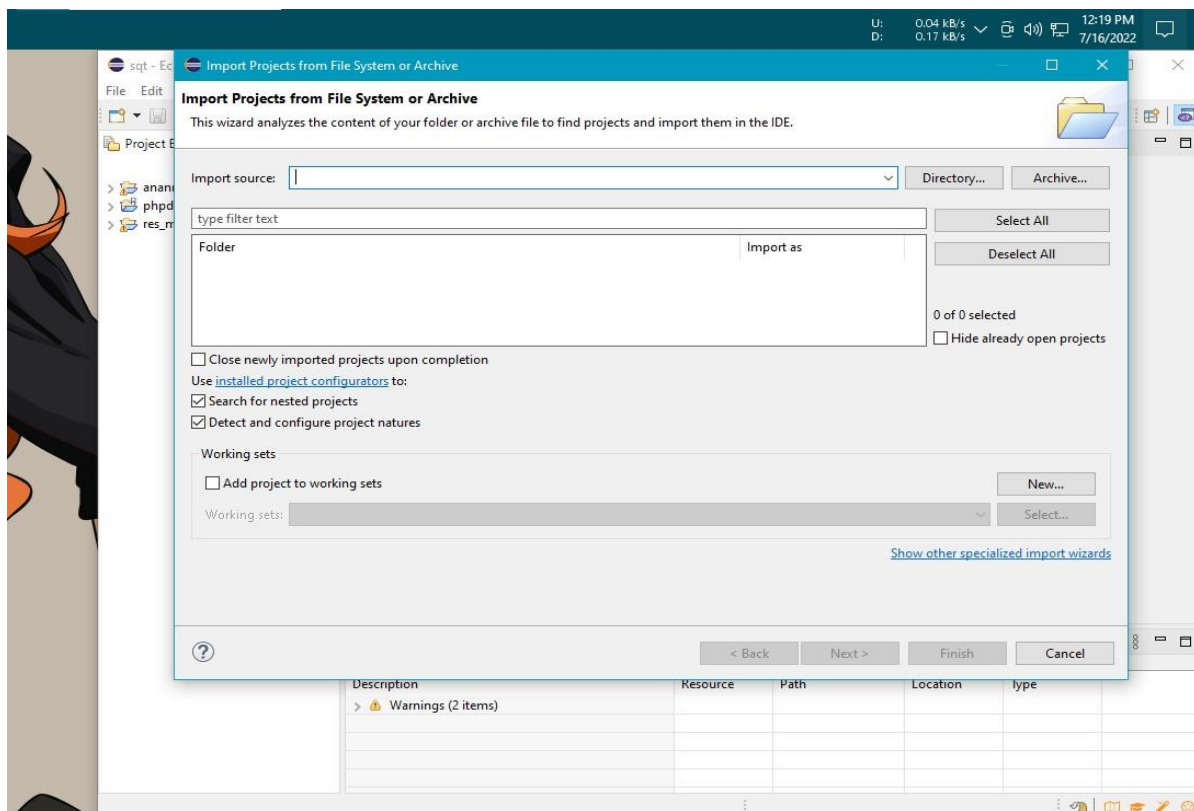 U: 0.04 kB/s
D: 0.17 kB/s
12:19 PM
7/16/2022
sqt - Ec
Import Projects from File System or Archive
File Edit
Import Projects from File System or Archive
This wizard analyzes the content of your folder or archive file to find projects and import them in the IDE.
Project E
Import source: Directory... Archive...
phpd
res_m
type filter text Select All
Folder Import as
Deselect All
0 of 0 selected
Hide already open projects
Close newly imported projects upon completion
Use installed project configurators to:
Search for nested projects
Detect and configure project natures
Working sets
Add project to working sets New...
Working sets: Select...
Show other specialized import wizards
? < Back Next > Finish Cancel
Description Resource Path Location Type
Warnings (2 items)